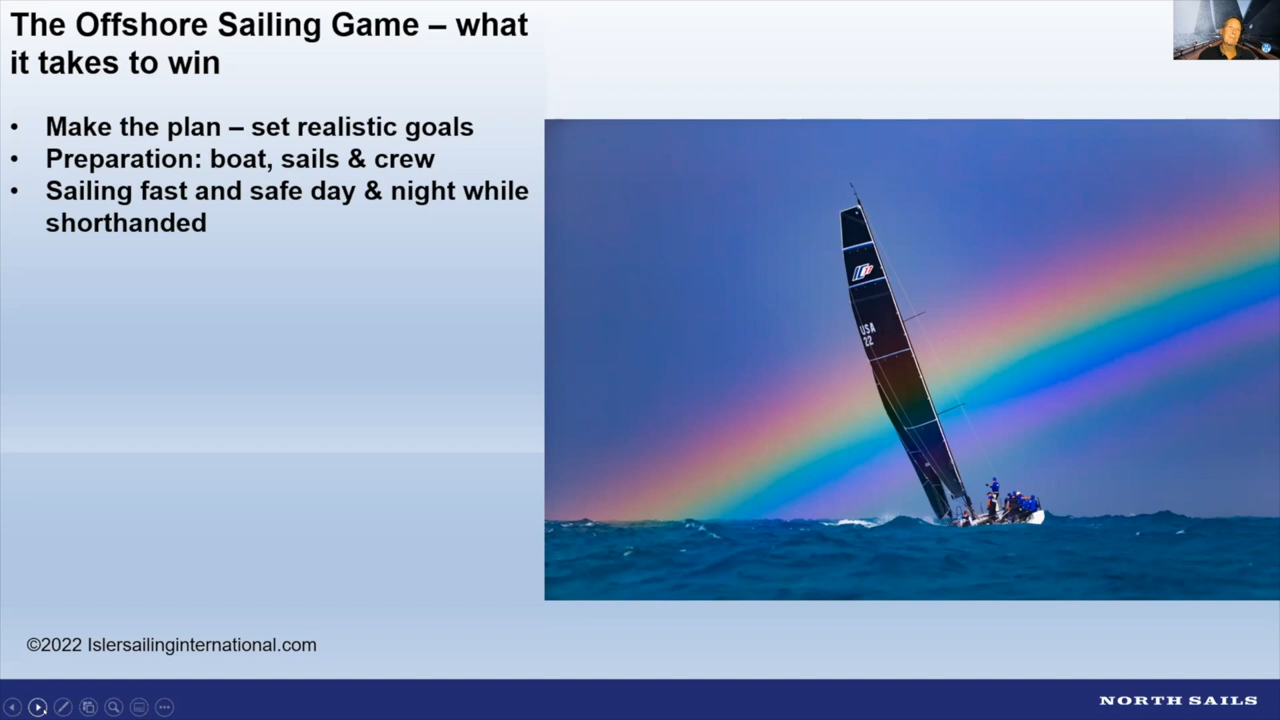 The Offshore Sailing Game – what
it takes to win
• Make the plan – set realistic goals
• Preparation: boat, sails & crew
• Sailing fast and safe day & night while
shorthanded
USA
22
©2022 Islersailinginternational.com
NORTH SAILS